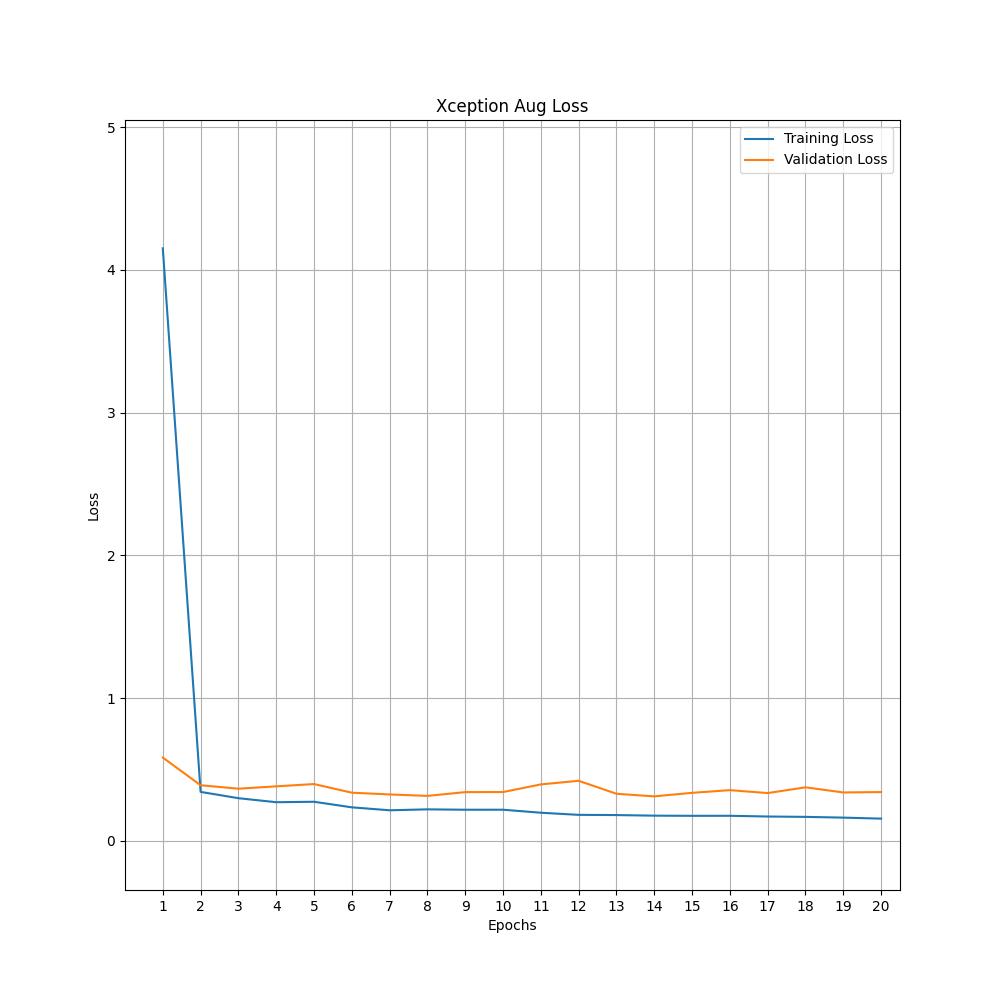 Xception Aug Loss
Training Loss
Validation Loss
5
4
3
2
1
0
Loss
1 2 3 4 5 6 7 8 9 10 11 12 13 14 15 16 17 18 19 20
Epochs